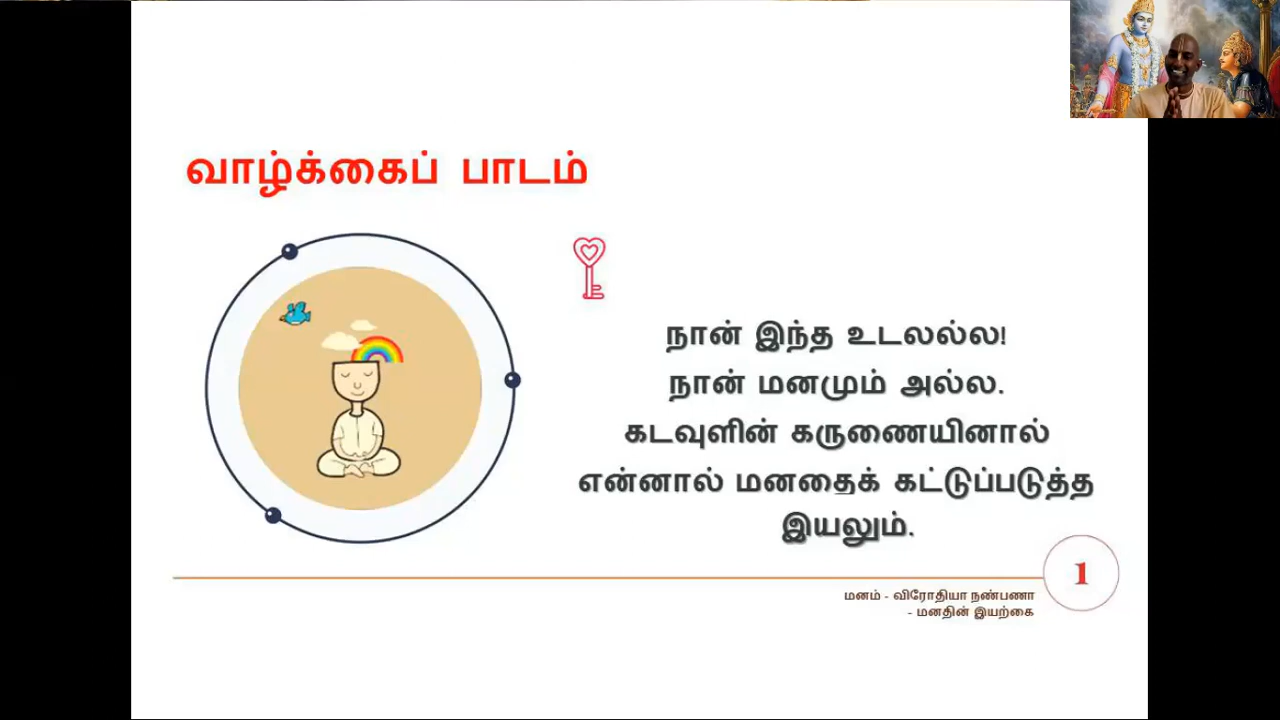 வாழ்க்கைப் பாடம்
நான் இந்த உடலல்ல!
நான் மனமும் அல்ல.
கடவுளின் கருணையினால்
என்னால் மனதைக் கட்டுப்படுத்த
இயலும்.
1
மனம் - விரோதியா நண்பணா
- மனதின் இயற்கை